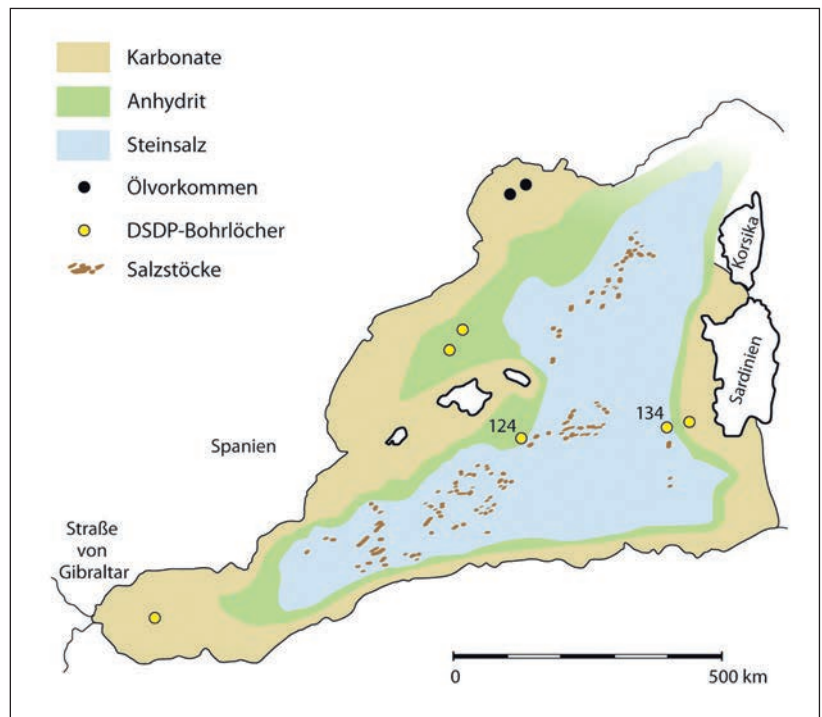 Karbonate
Anhydrit
Steinsalz
Ölvorkommen
DSDP-Bohrlöcher
Salzstöcke
Korsika
Sardinien
124
134
Spanien
Straße
von
Gibraltar
0
500 km